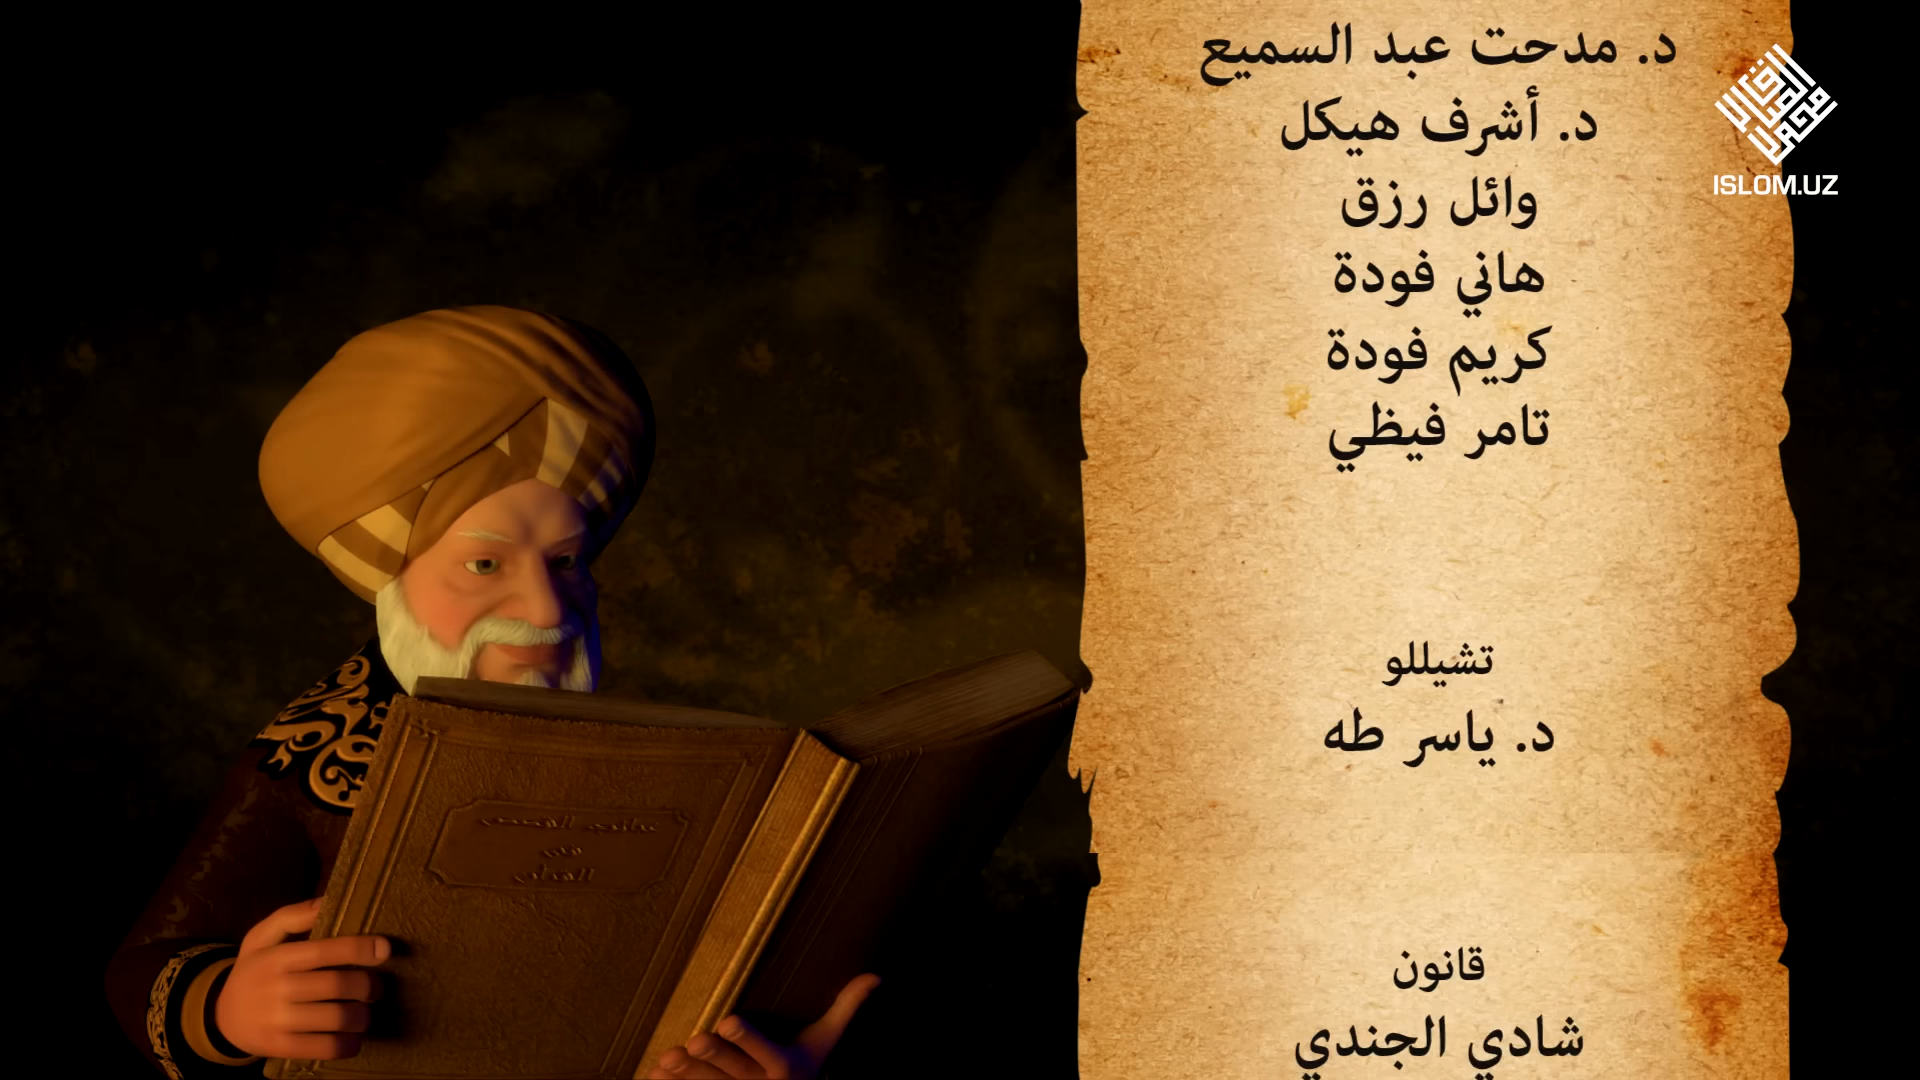 د. مدحت عبد السميع
د. أشرف هيكل
وائل رزق
هاني فودة
كريم فودة
تامر فيظي
تشيللو
د. ياسر طه
قانون
شادي الجندي
ISLOM.UZ